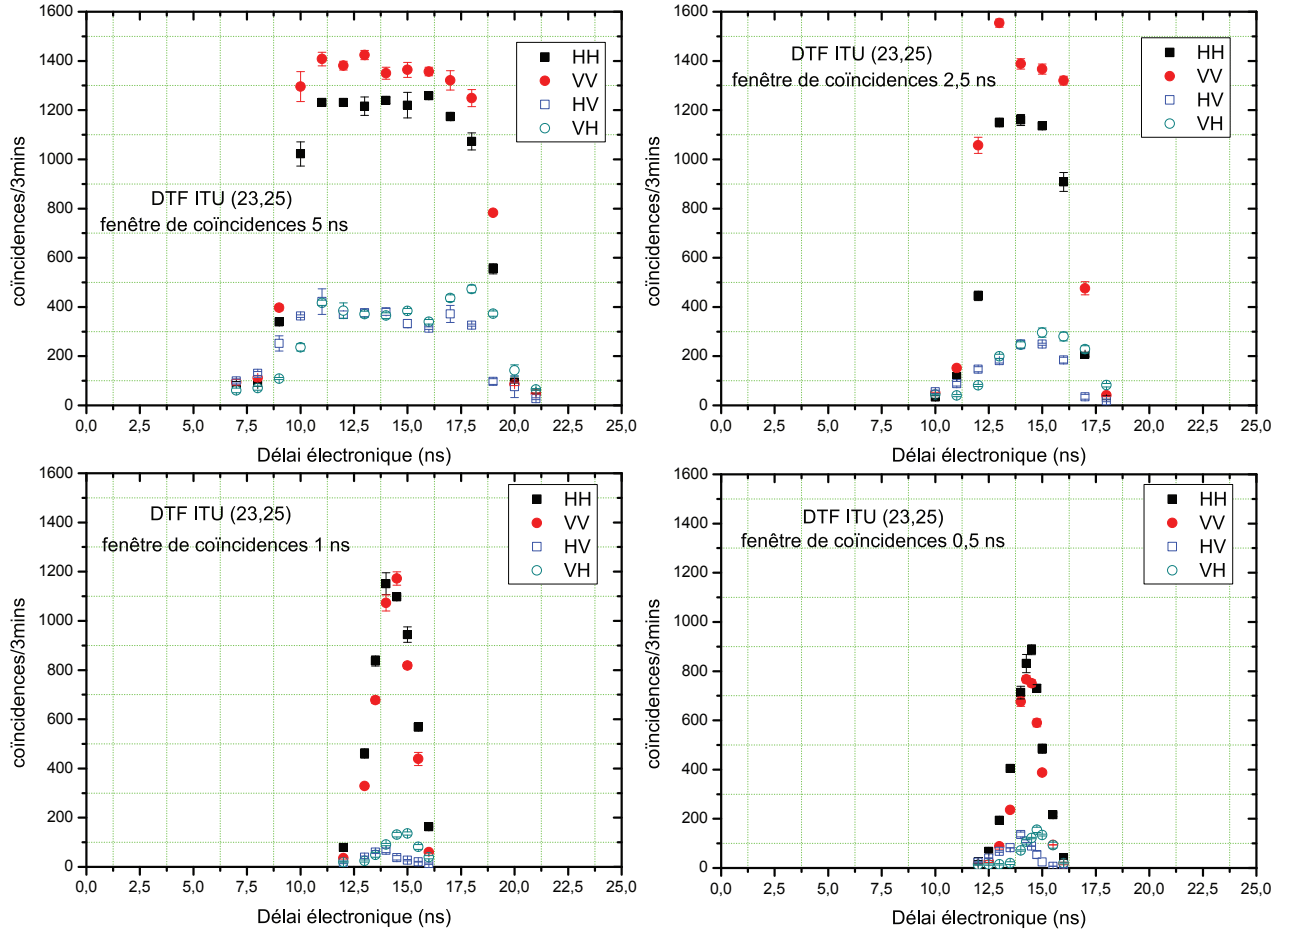 1600
1400
1200
1000
800
600
400
200
0
coïncidences/3mins
DTF ITU (23,25)
fenêtre de coïncidences 5 ns
HH
VV
HV
VH
0,0 2,5 5,0 7,5 10,0 12,5 15,0 17,5 20,0 22,5 25,0
Délai électronique (ns)
1600
1400
1200
1000
800
600
400
200
0
coïncidences/3mins
DTF ITU (23,25)
fenêtre de coïncidences 2,5 ns
HH
VV
HV
VH
0,0 2,5 5,0 7,5 10,0 12,5 15,0 17,5 20,0 22,5 25,0
Délai électronique (ns)
1600
1400
1200
1000
800
600
400
200
0
coïncidences/3mins
DTF ITU (23,25)
fenêtre de coïncidences 1 ns
HH
VV
HV
VH
0,0 2,5 5,0 7,5 10,0 12,5 15,0 17,5 20,0 22,5 25,0
Délai électronique (ns)
1600
1400
1200
1000
800
600
400
200
0
coïncidences/3mins
DTF ITU (23,25)
fenêtre de coïncidences 0,5 ns
HH
VV
HV
VH
0,0 2,5 5,0 7,5 10,0 12,5 15,0 17,5 20,0 22,5 25,0
Délai électronique (ns)